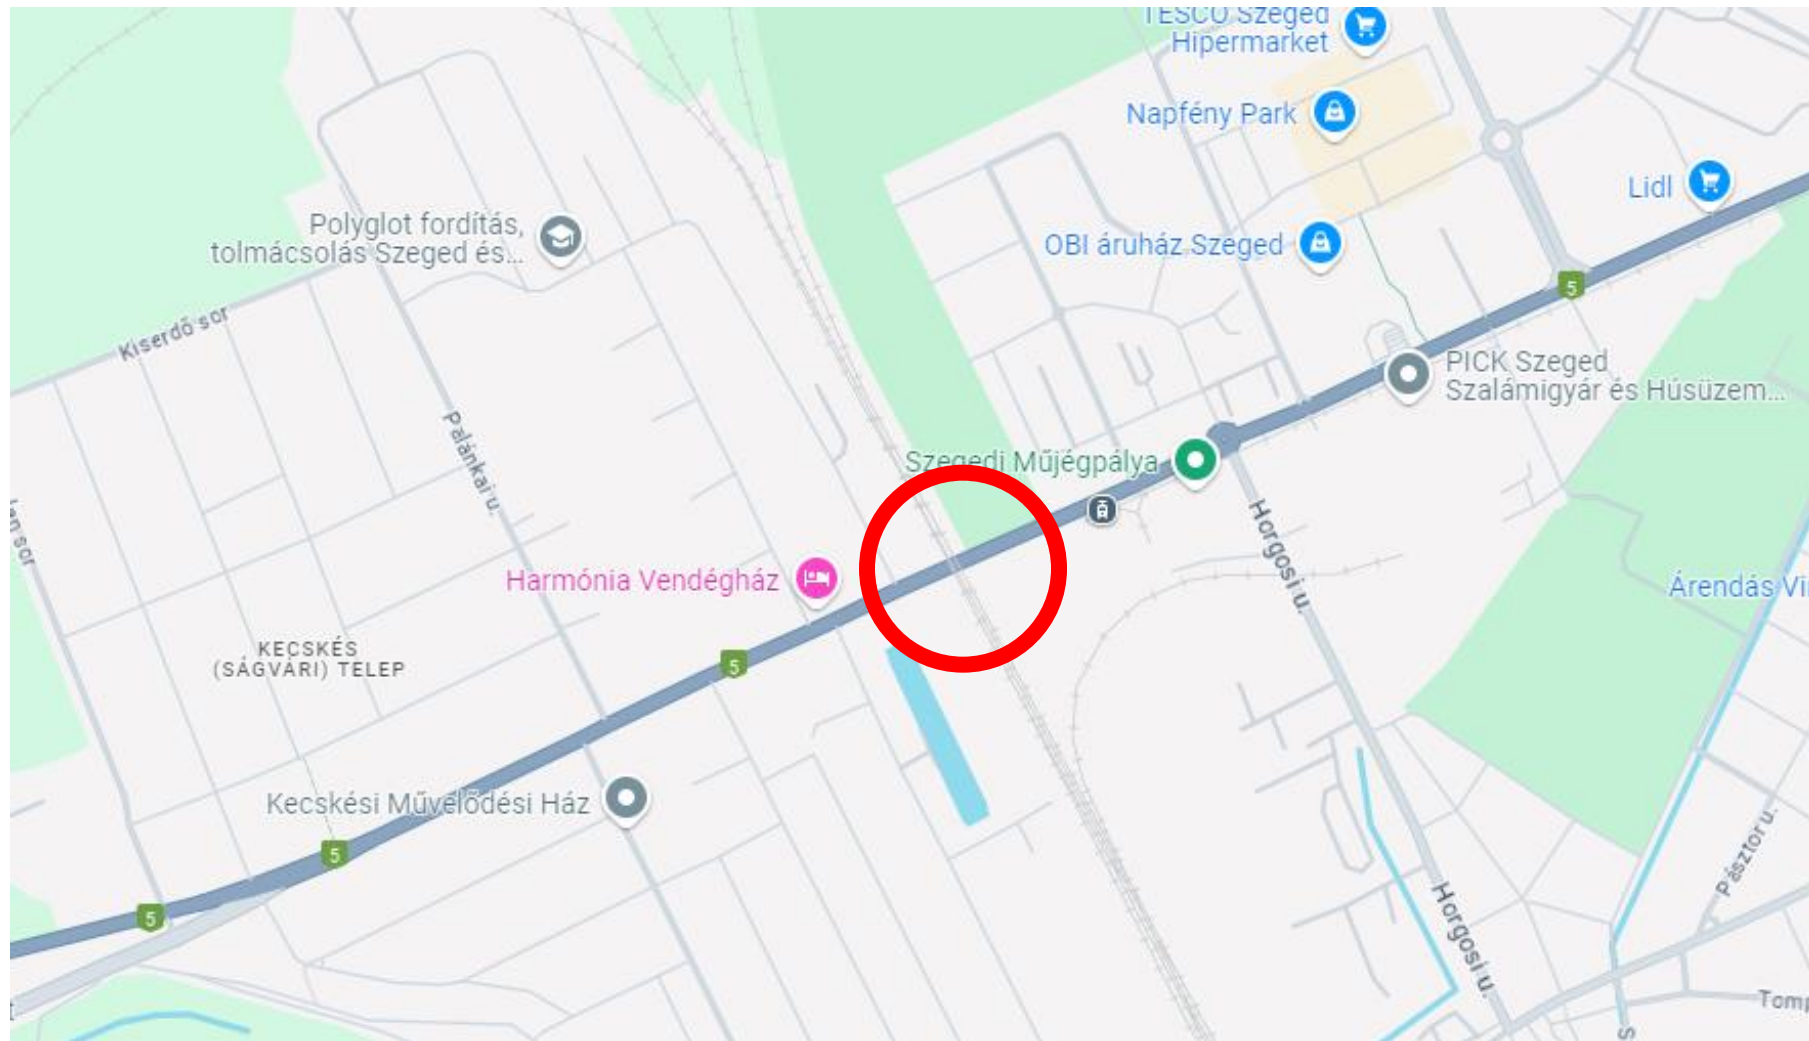 TESCO Szeged
Hipermarket
Napfény Park
Lidl
Polyglot fordítás,
tolmácsolás Szeged és...
OBI áruház Szeged
5
Kiserdő sor
PICK Szeged
Szalámigyár és Húsüzem...
Palánkai u.
Szegedi Műjégpálya
Horgosi u.
Harmónia Vendégház
Árendás Vi
KECSKÉS
(SÁGVÁRI) TELEP
5
Kecskési Művelődési Ház
5
Pásztor u.
5
Horgosi u.